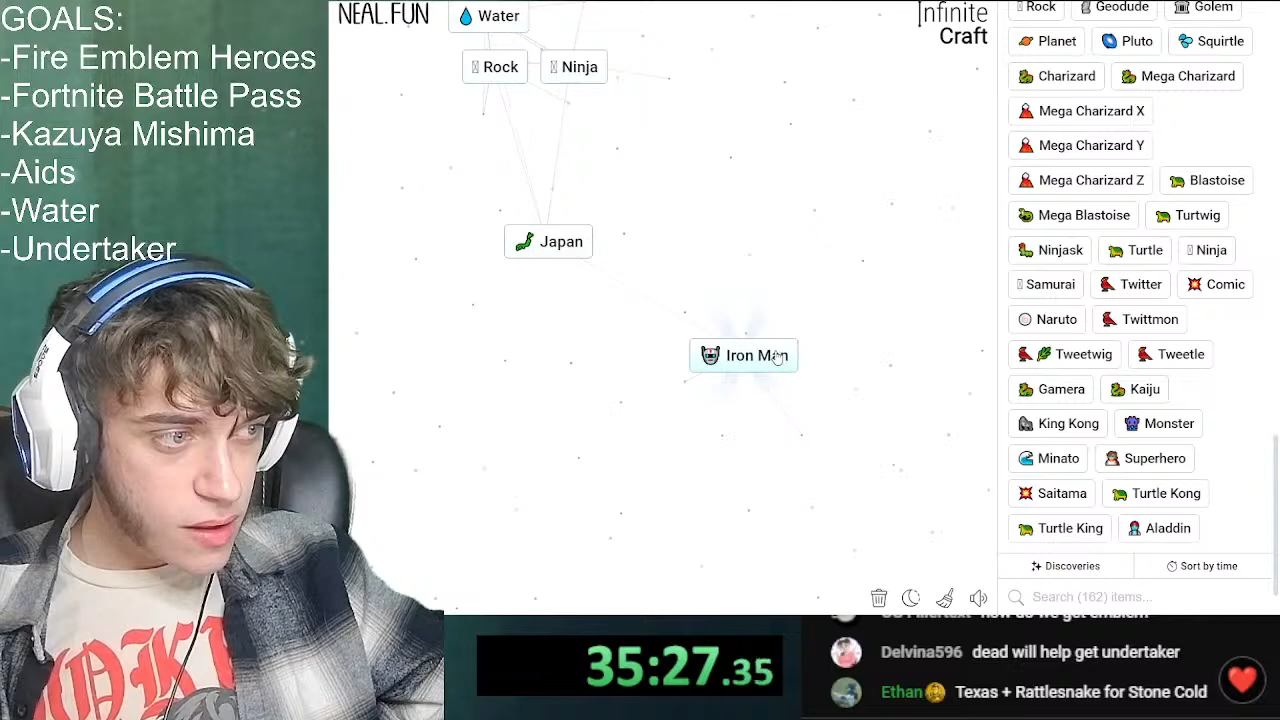 GOALS:
-Fire Emblem Heroes
-Fortnite Battle Pass
-Kazuya Mishima
-Aids
-Water
-Undertaker
NEAL.FUN
Infinite
Craft
Water
Rock
Ninja
Japan
Iron Man
Rock
Geodude
Golem
Planet
Pluto
Squirtle
Charizard
Mega Charizard
Mega Charizard X
Mega Charizard Y
Mega Charizard Z
Blastoise
Mega Blastoise
Turtwig
Ninjask
Turtle
Ninja
Samurai
Twitter
Comic
Naruto
Twittmon
Tweetwig
Tweetle
Gamera
Kaiju
King Kong
Monster
Minato
Superhero
Saitama
Turtle Kong
Turtle King
Aladdin
Discoveries
Sort by time
Search (162) items...
35:27.35
Delvina596 dead will help get undertaker
Ethan Texas + Rattlesnake for Stone Cold